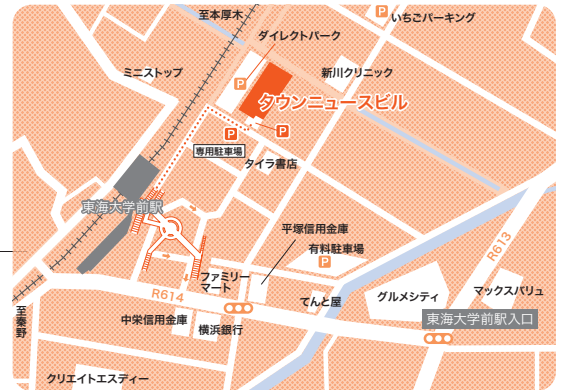 至本厚木
P
いちごパーキング
ダイレクトパーク
ミニストップ
P
新川クリニック
タウンニュースビル
P
P
専用駐車場
タイラ書店
東海大学前駅
平塚信用金庫
有料駐車場
P
R613
ファミリー
マート
R614
てんと屋
グルメシティ
マックスバリュ
至秦野
中栄信用金庫
横浜銀行
東海大学前駅入口
クリエイトエスディー